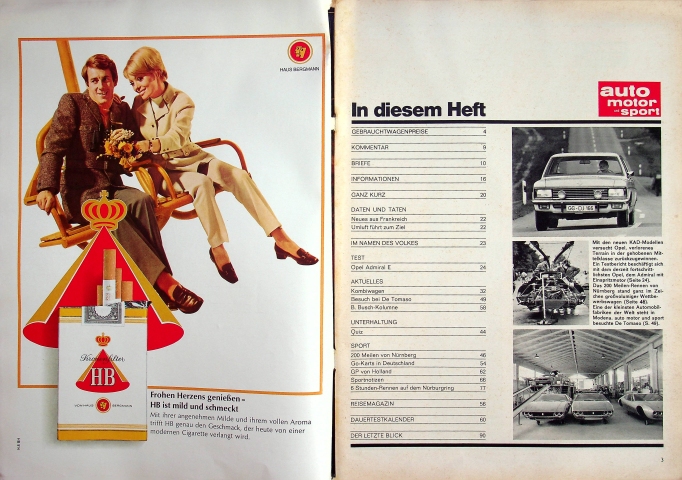 HAUS BERGMANN
Kronenfilter
HB
VOM HAUS BERGMANN
Frohen Herzens genießen –
HB ist mild und schmeckt
Mit ihrer angenehmen Milde und ihrem vollen Aroma
trifft HB genau den Geschmack, der heute von einer
modernen Cigarette verlangt wird.
In diesem Heft
auto
motor
und
sport
GEBRAUCHTWAGENPREISE 4
KOMMENTAR 9
BRIEFE 10
INFORMATIONEN 16
GANZ KURZ 20
DATEN UND TATEN
Neues aus Frankreich 22
Umluft führt zum Ziel 22
IM NAMEN DES VOLKES 23
TEST
Opel Admiral E 24
AKTUELLES
Kombiwagen 32
Besuch bei De Tomaso 49
B. Busch-Kolumne 58
UNTERHALTUNG
Quiz 44
SPORT
200 Meilen von Nürnberg 46
Go-Karts in Deutschland 54
GP von Holland 62
Sportnotizen 66
6 Stunden-Rennen auf dem Nürburgring 77
REISEMAGAZIN 56
DAUERTESTKALENDER 60
DER LETZTE BLICK 90
Mit den neuen KAD-Modellen
versucht Opel, verlorenes
Terrain in der gehobenen Mit-
telklasse zurückzugewinnen.
Ein Testbericht beschäftigt sich
mit dem derzeit fortschritt-
lichsten Opel, dem Admiral mit
Einspritzmotor (Seite 24).
Das 200 Meilen-Rennen von
Nürnberg stand ganz im Zei-
chen großvolumiger Wettbe-
werbswagen (Seite 46).
Eine der kleinsten Automobil-
fabriken der Welt steht in
Modena. auto motor und sport
besuchte De Tomaso (S. 49).
3